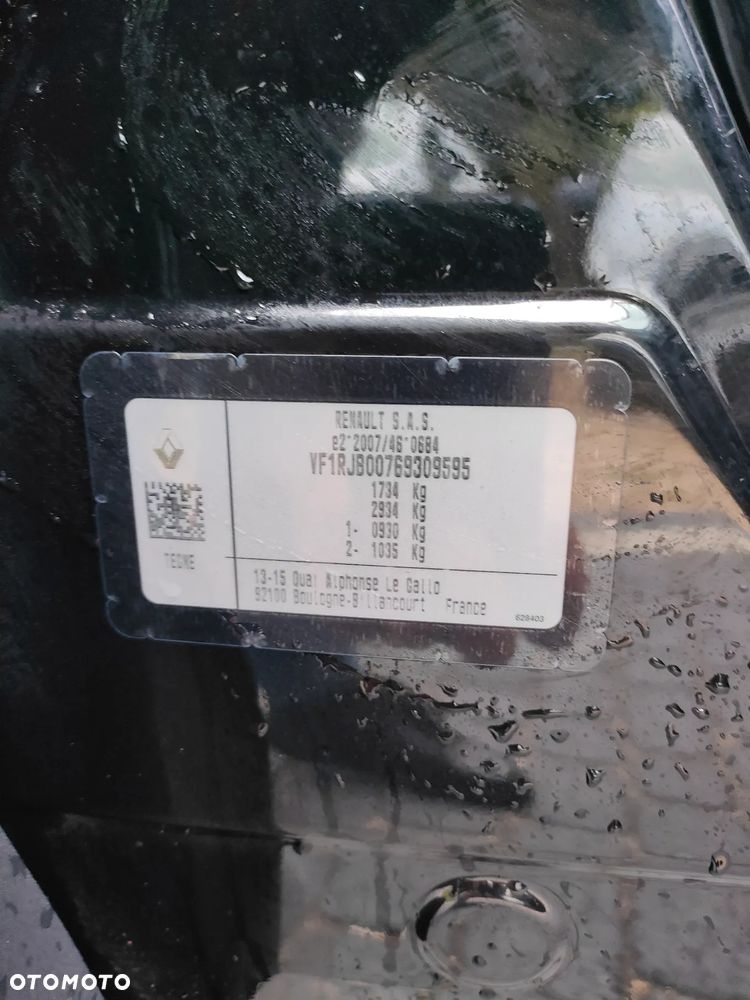 RENAULT S.A.S.
e2*2007/46*0684
VF1RJB00769309595
1734 Kg
2934 Kg
1- 0930 Kg
2- 1035 Kg
TECME
13-15 Quai Alphonse Le Gallo
92100 Boulogne-Billancourt France
628403
OTOMOTO